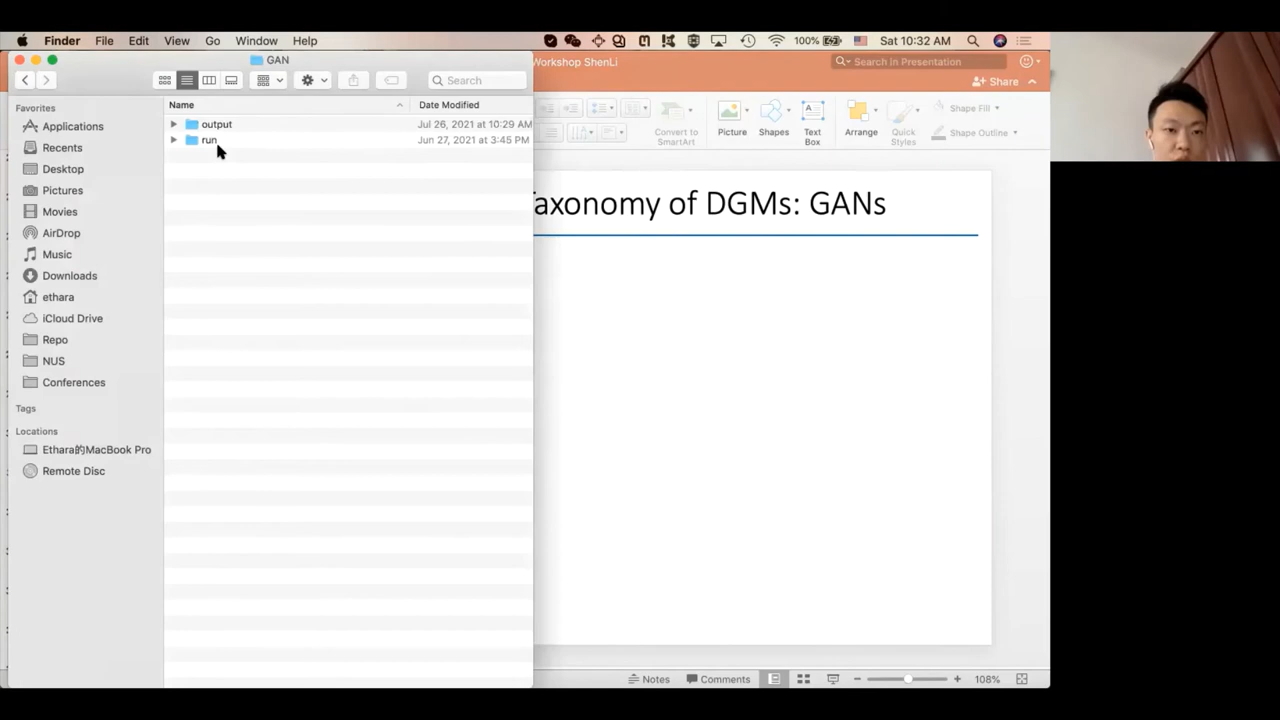 Finder File Edit View Go Window Help 100% Sat 10:32 AM
GAN
Search
Favorites
Applications
Recents
Desktop
Pictures
Movies
AirDrop
Music
Downloads
ethara
iCloud Drive
Repo
NUS
Conferences
Tags
Locations
Ethara的MacBook Pro
Remote Disc
Name Date Modified
output Jul 26, 2021 at 10:29 AM
run Jun 27, 2021 at 3:45 PM
Workshop ShenLi
Search in Presentation
Share
Convert to
SmartArt
Picture
Shapes
Text
Box
Arrange
Quick
Styles
Shape Fill
Shape Outline
Taxonomy of DGMs: GANs
Notes Comments 108%